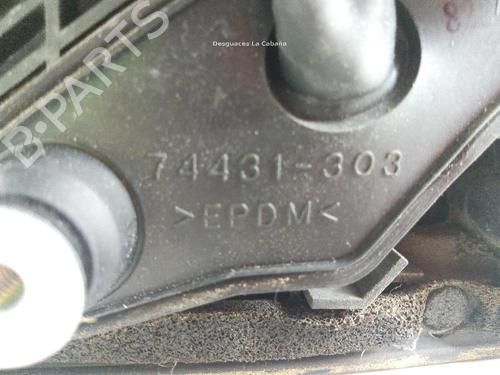 Desguaces La Cabaña
B-PARTS
74431-303
>EPDM<